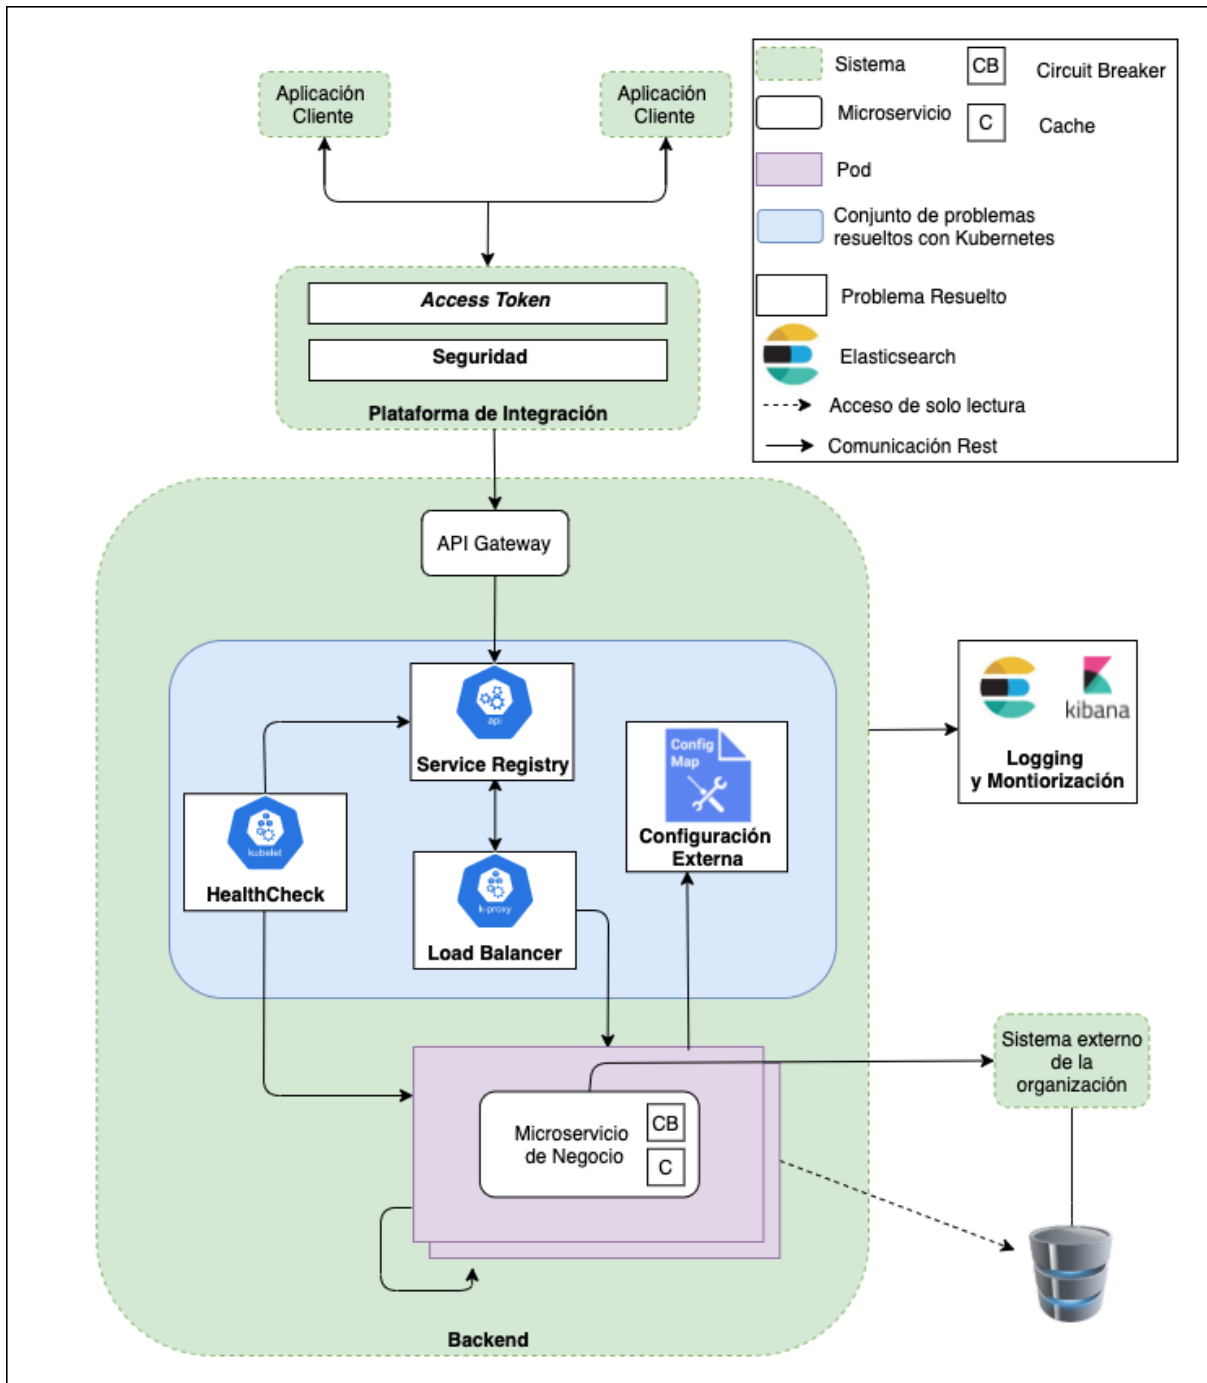 Aplicación
Cliente
Aplicación
Cliente
Sistema
CB
Circuit Breaker
Microservicio
C
Cache
Pod
Conjunto de problemas
resueltos con Kubernetes
Problema Resuelto
Elasticsearch
Acceso de solo lectura
Comunicación Rest
Access Token
Seguridad
Plataforma de Integración
API Gateway
api
Service Registry
Config
Map
Configuración
Externa
kubelet
HealthCheck
k-proxy
Load Balancer
kibana
Logging
y Montiorización
Sistema externo
de la
organización
Microservicio
de Negocio
CB
C
Backend